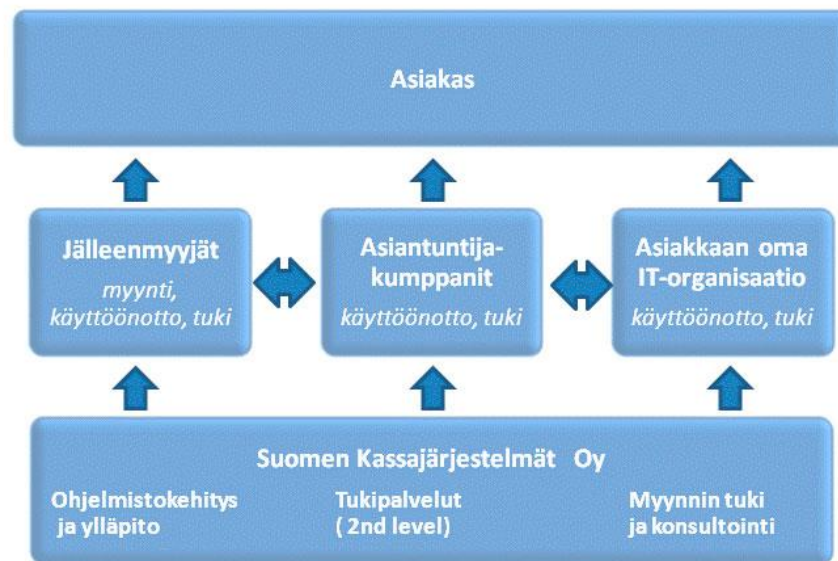 Asiakas
Jälleenmyyjät
myynti,
käyttöönotto, tuki
Asiantuntija-
kumppanit
käyttöönotto, tuki
Asiakkaan oma
IT-organisaatio
käyttöönotto, tuki
Suomen Kassajärjestelmät Oy
Ohjelmistokehitys
ja ylläpito
Tukipalvelut
( 2nd level)
Myynnin tuki
ja konsultointi